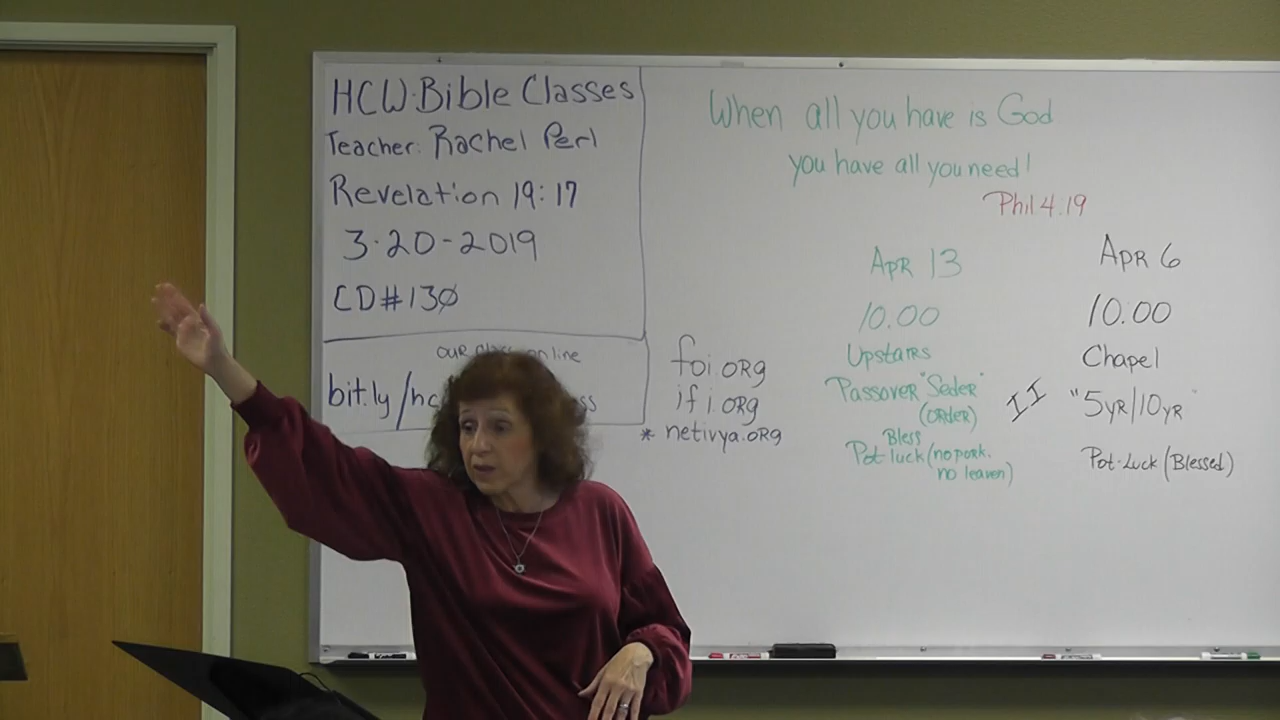 HCW Bible Classes
Teacher: Rachel Perl
Revelation 19:17
3-20-2019
CD#130
our online
bit.ly/
foi.org
ifi.org
* netivya.org
When all you have is God
you have all you need!
Phil 4.19
Apr 13
10.00
Upstairs
Passover "Seder"
(order)
Bless
Pot luck (no pork.
no leaven)
Apr 6
10.00
Chapel
II "5yr/10yr"
Pot-Luck (Blessed)